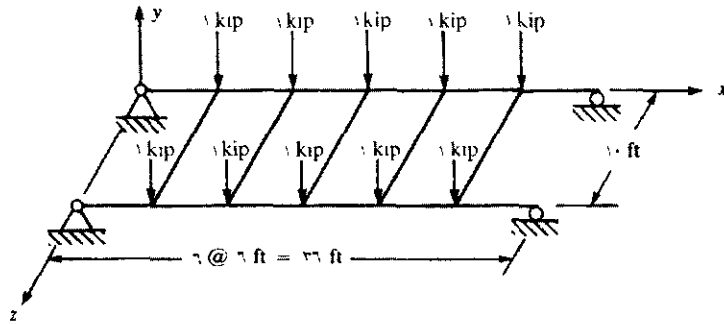 y
١ kip ١ kip ١ kip ١ kip ١ kip
x
١ kip ١ kip ١ kip ١ kip ١ kip
١٠ ft
٦ @ ٦ ft = ٣٦ ft
z